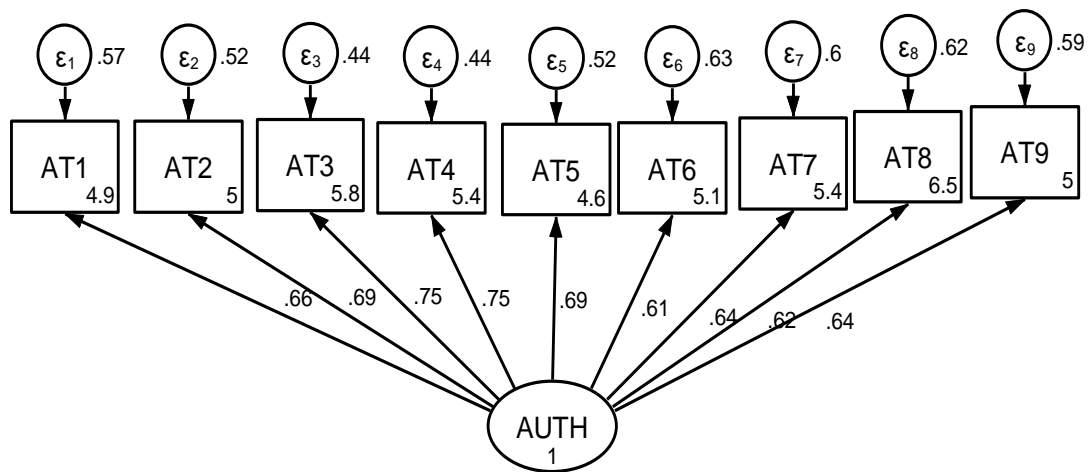 ε1 .57
ε2 .52
ε3 .44
ε4 .44
ε5 .52
ε6 .63
ε7 .6
ε8 .62
ε9 .59
AT1
4.9
AT2
5
AT3
5.8
AT4
5.4
AT5
4.6
AT6
5.1
AT7
5.4
AT8
6.5
AT9
5
.66
.69
.75
.75
.69
.61
.64
.62
.64
AUTH
1